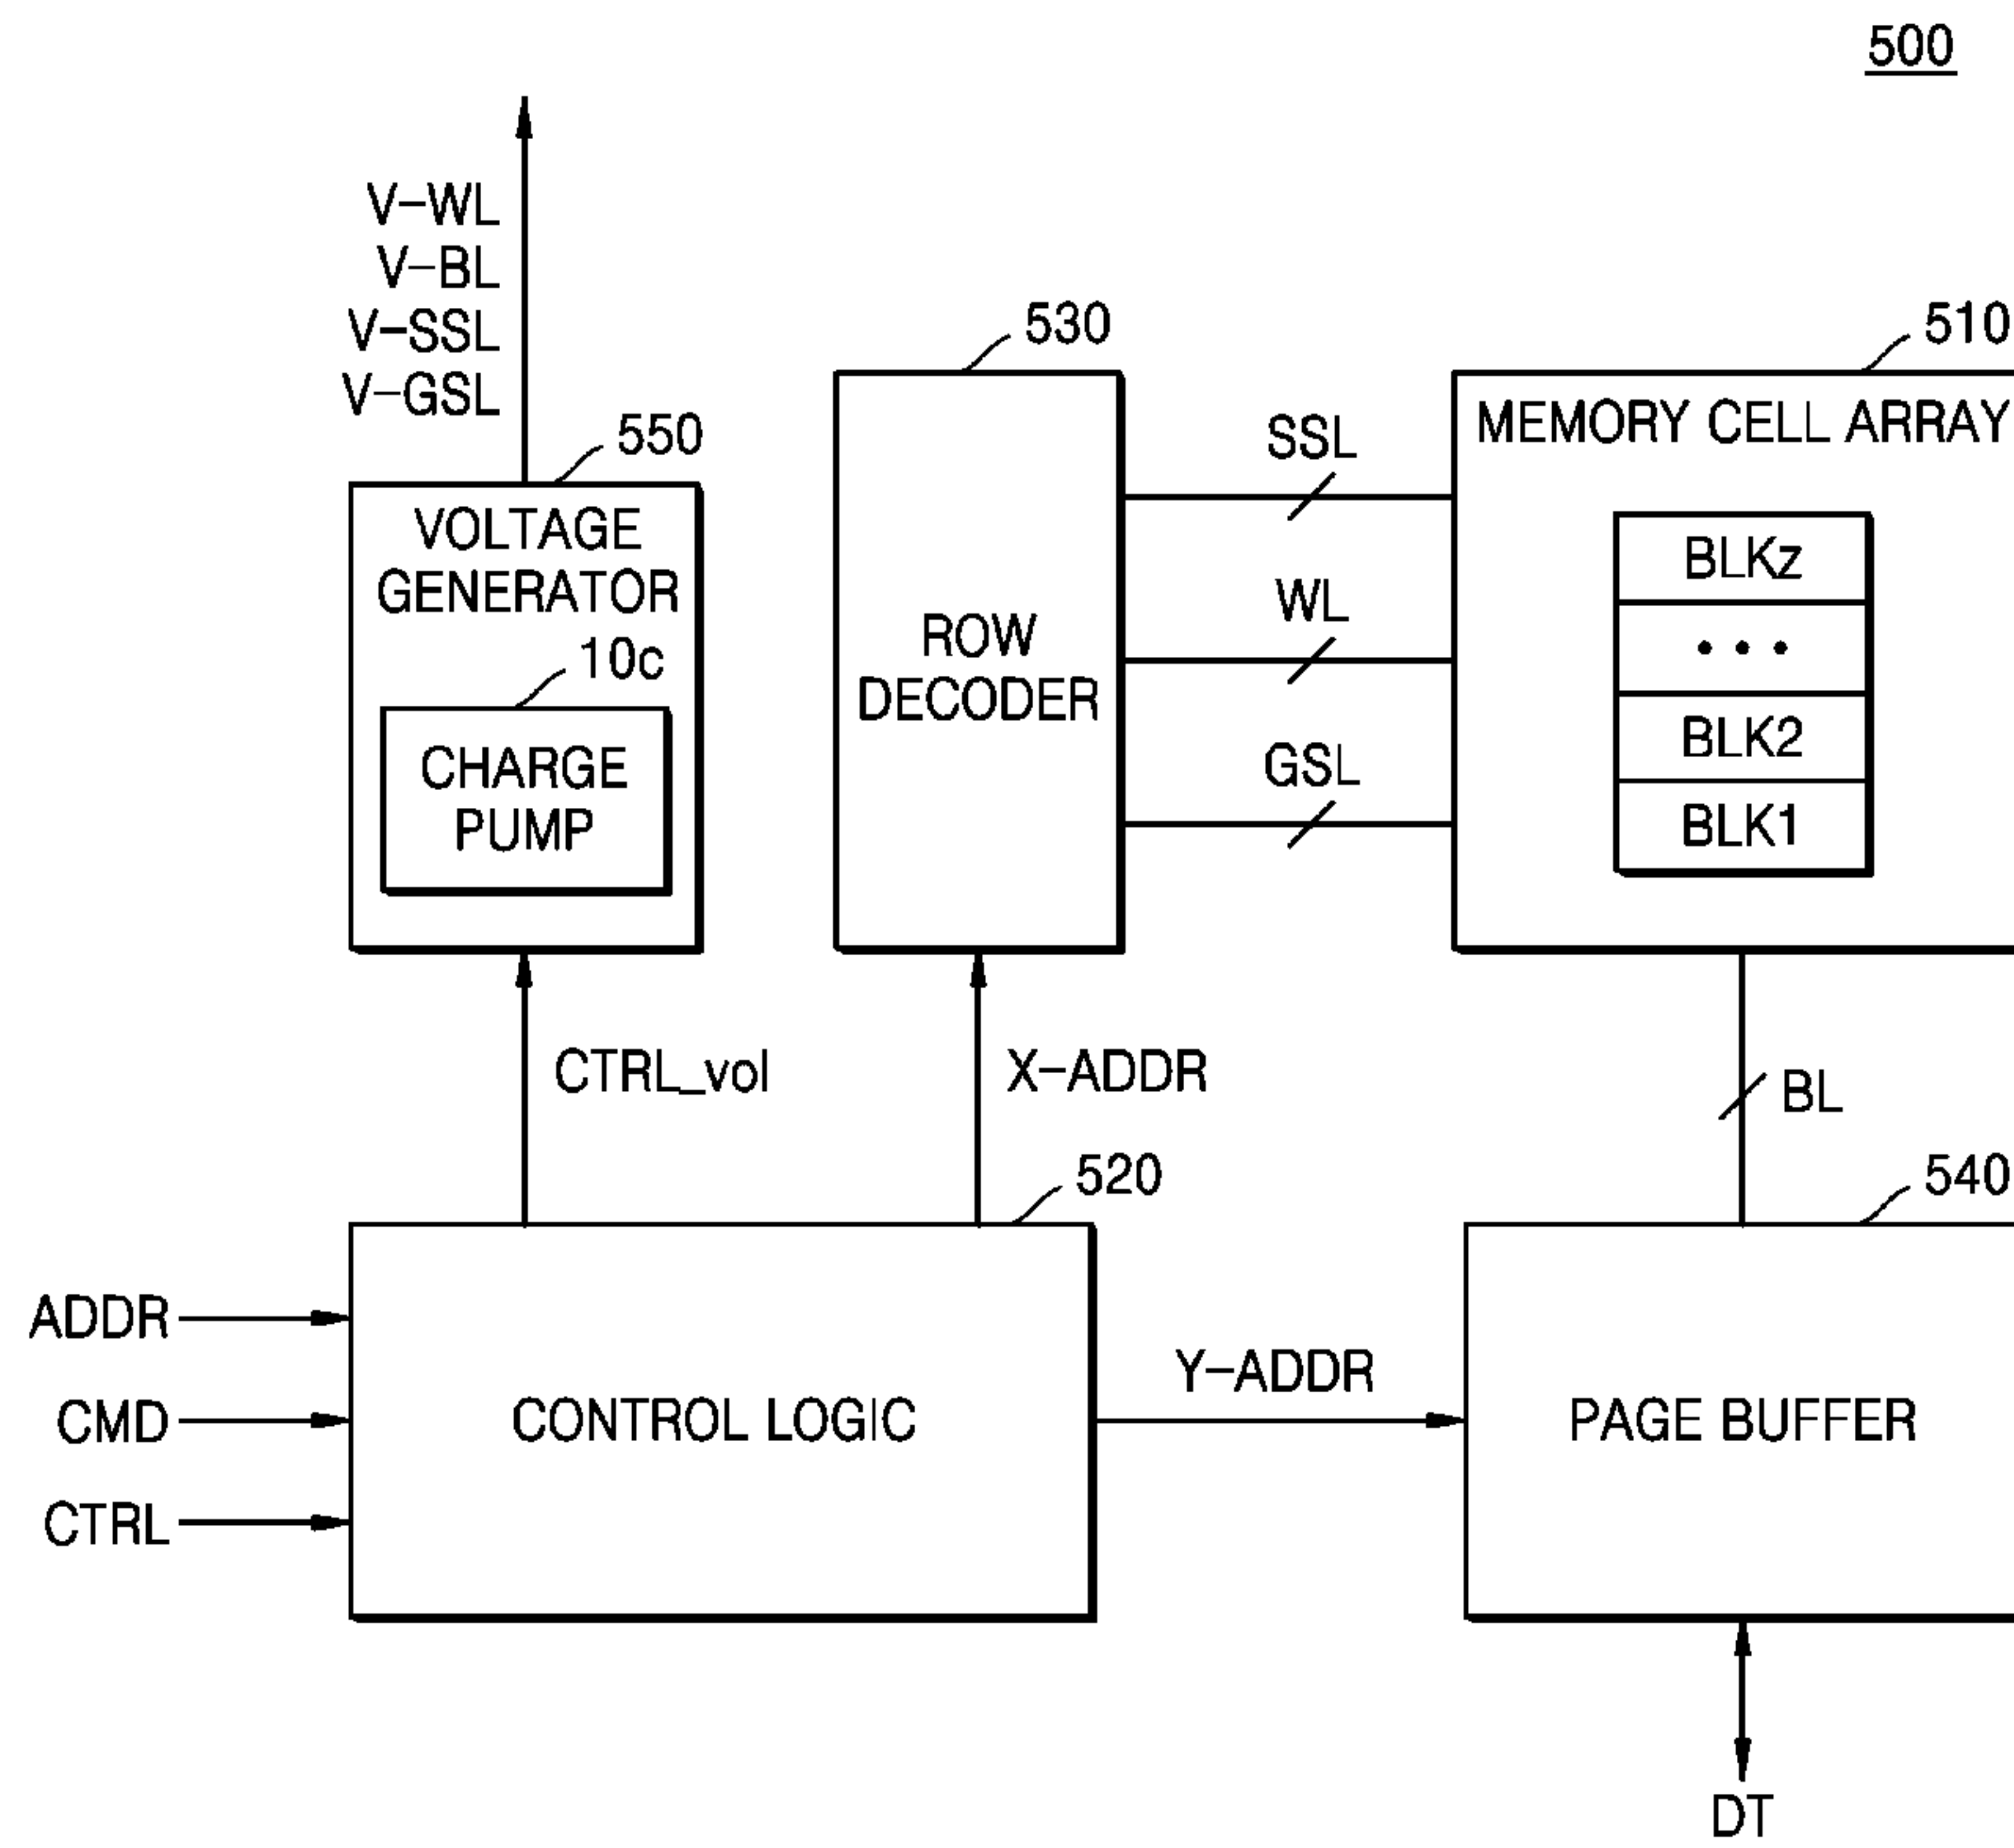 500
V-WL
V-BL
V-SSL
V-GSL
550
VOLTAGE
GENERATOR
10c
CHARGE
PUMP
530
ROW
DECODER
SSL
WL
GSL
510
MEMORY CELL ARRAY
BLKz
• • •
BLK2
BLK1
CTRL_vol
X-ADDR
BL
520
540
ADDR
CMD
CTRL
CONTROL LOGIC
Y-ADDR
PAGE BUFFER
DT